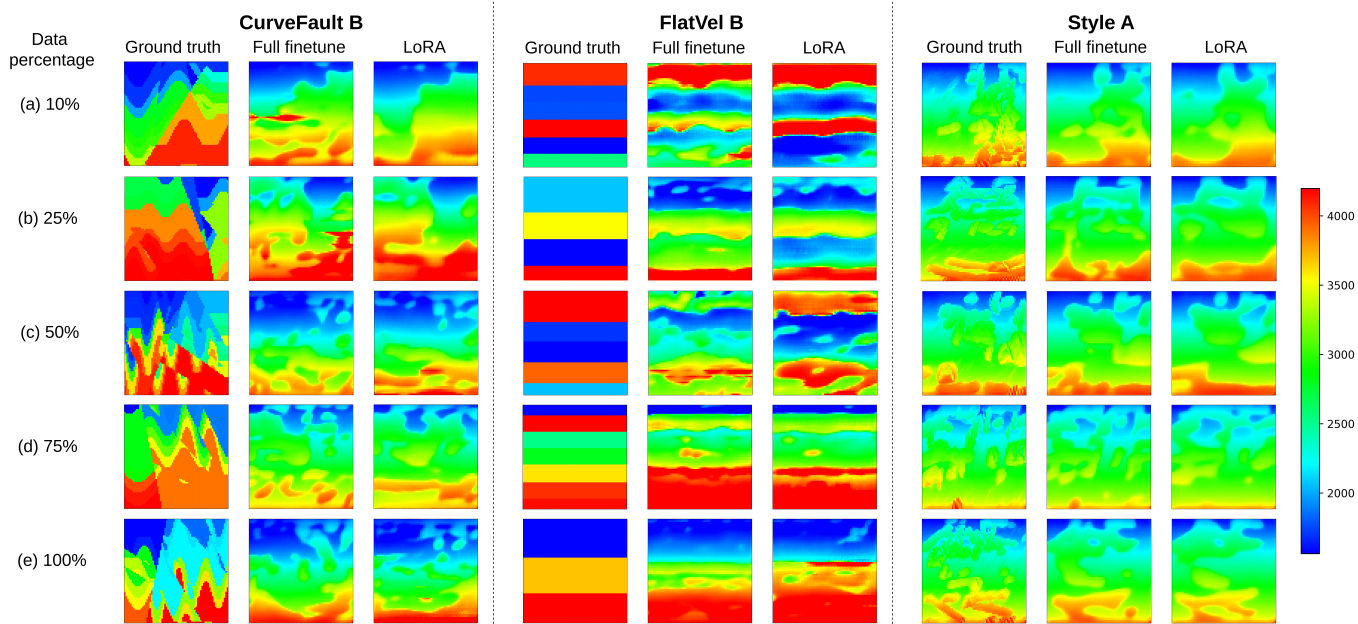 CurveFault B
FlatVel B
Style A
Data
percentage
Ground truth
Full finetune
LoRA
Ground truth
Full finetune
LoRA
Ground truth
Full finetune
LoRA
(a) 10%
(b) 25%
(c) 50%
(d) 75%
(e) 100%
4000
3500
3000
2500
2000